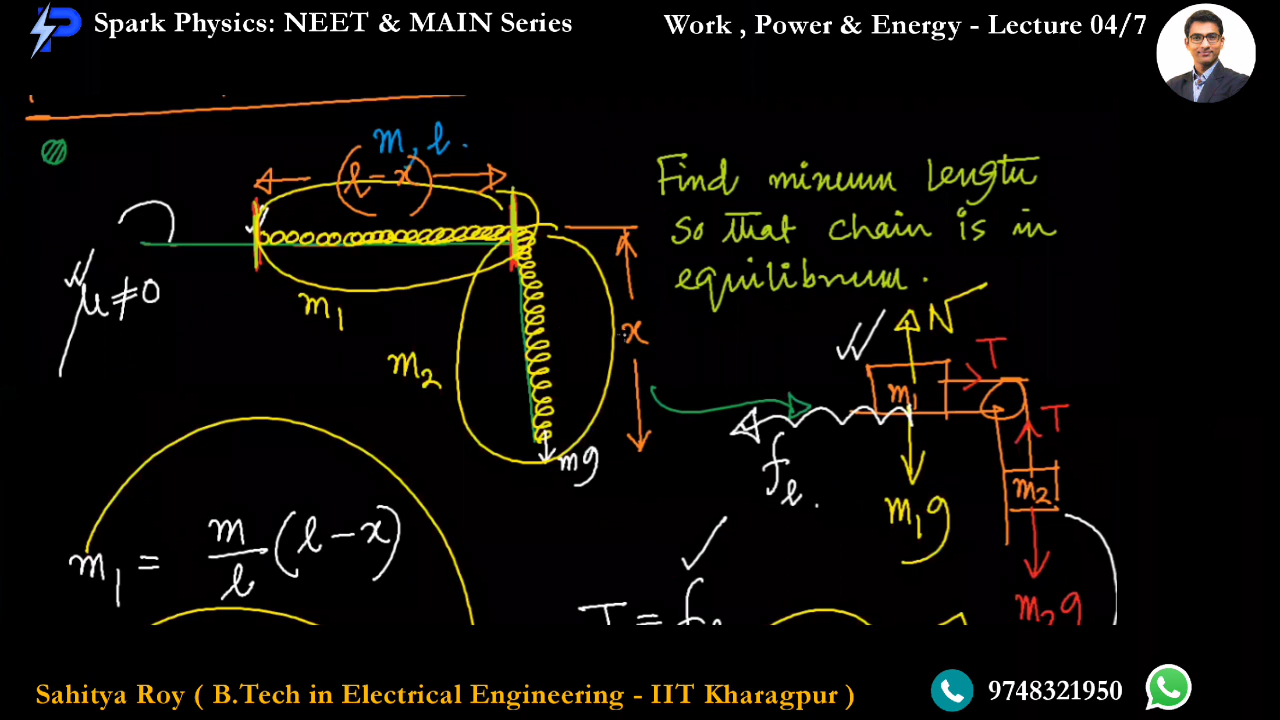 Spark Physics: NEET & MAIN Series
Work , Power & Energy - Lecture 04/7
m, l.
(l-x)
Find minumum length
so that chain is in
equilibrium.
μ≠0
m₁
m₂
x
mg
N
T
m₁
T
fℓ.
m₂
m₁g
m₂g
m₁ = m/l (l-x)
T = fℓ
Sahitya Roy ( B.Tech in Electrical Engineering - IIT Kharagpur )
9748321950